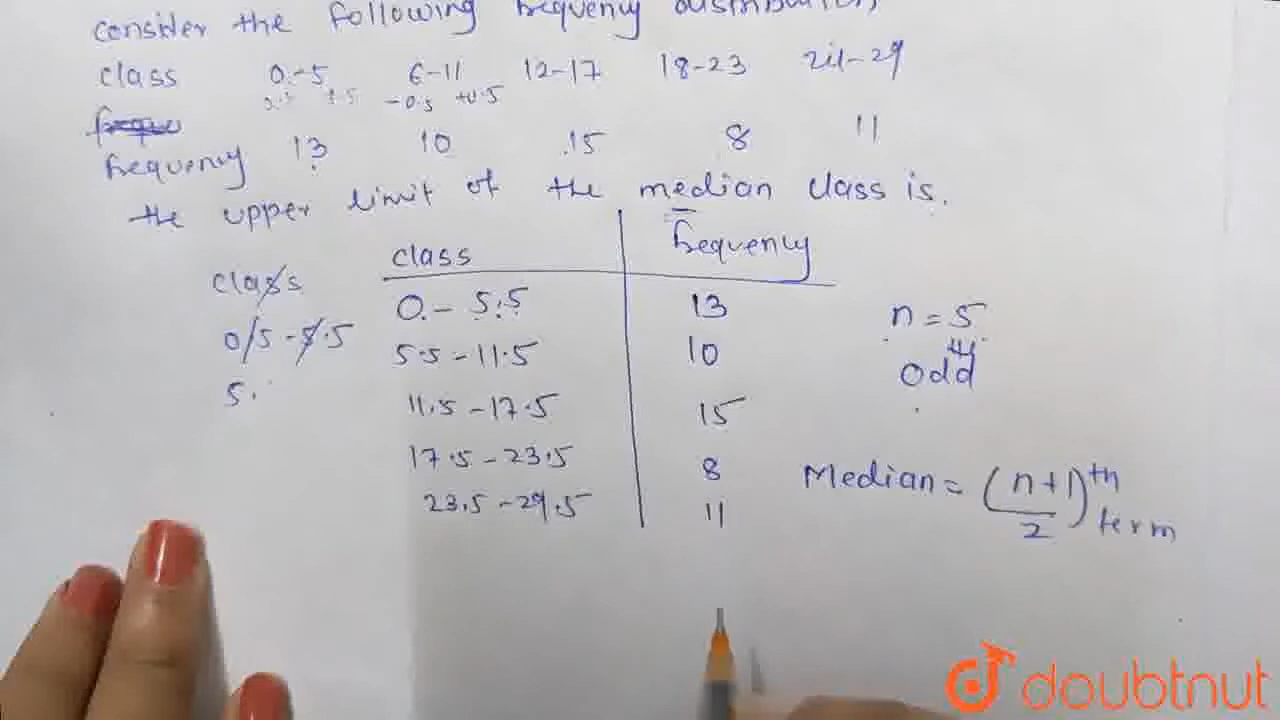 consider the following frequency distribution
class 0-5 6-11 12-17 18-23 24-29
-0.5 +0.5
frequency 13 10 15 8 11
the upper limit of the median class is.
class frequency
class
0-5.5 13
n=5
0/5-5.5
5.5-11.5 10
odd
5.
11.5-17.5 15
17.5-23.5 8
Median = (n+1/2)th term
23.5-29.5 11
doubtnut